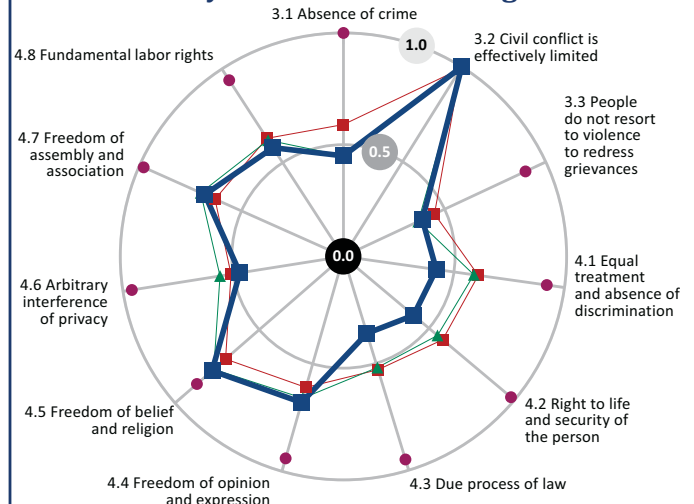 3.1 Absence of crime
1.0
3.2 Civil conflict is
effectively limited
4.8 Fundamental labor rights
3.3 People
do not resort
to violence
to redress
grievances
0.5
4.7 Freedom of
assembly and
association
0.0
4.1 Equal
treatment
and absence of
discrimination
4.6 Arbitrary
interference
of privacy
4.2 Right to life
and security of
the person
4.5 Freedom of belief
and religion
4.4 Freedom of opinion
and expression
4.3 Due process of law